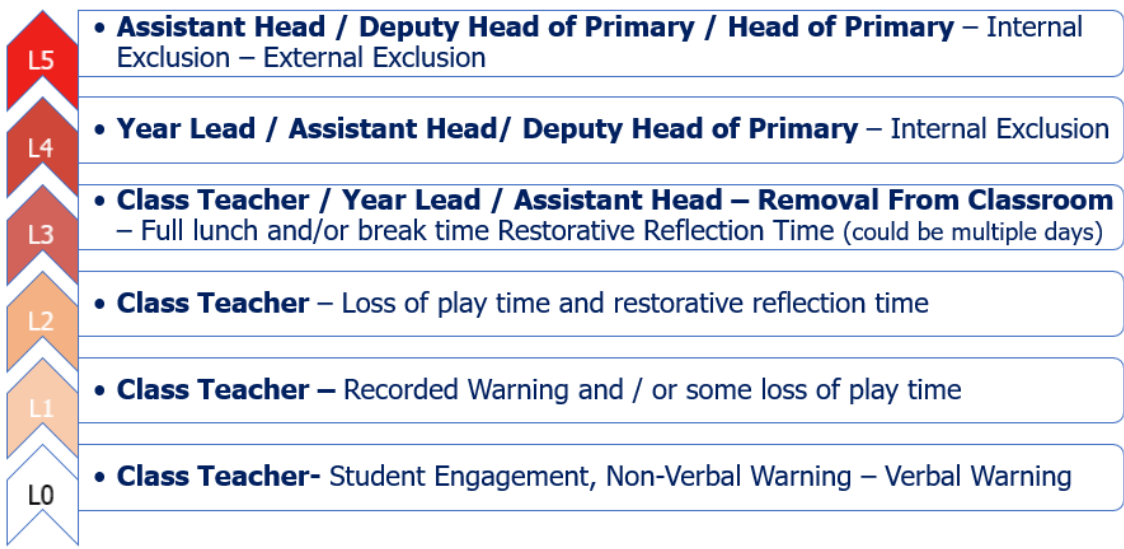 L5
• Assistant Head / Deputy Head of Primary / Head of Primary – Internal
Exclusion – External Exclusion
L4
• Year Lead / Assistant Head/ Deputy Head of Primary – Internal Exclusion
L3
• Class Teacher / Year Lead / Assistant Head – Removal From Classroom
– Full lunch and/or break time Restorative Reflection Time (could be multiple days)
L2
• Class Teacher – Loss of play time and restorative reflection time
L1
• Class Teacher – Recorded Warning and / or some loss of play time
L0
• Class Teacher- Student Engagement, Non-Verbal Warning – Verbal Warning